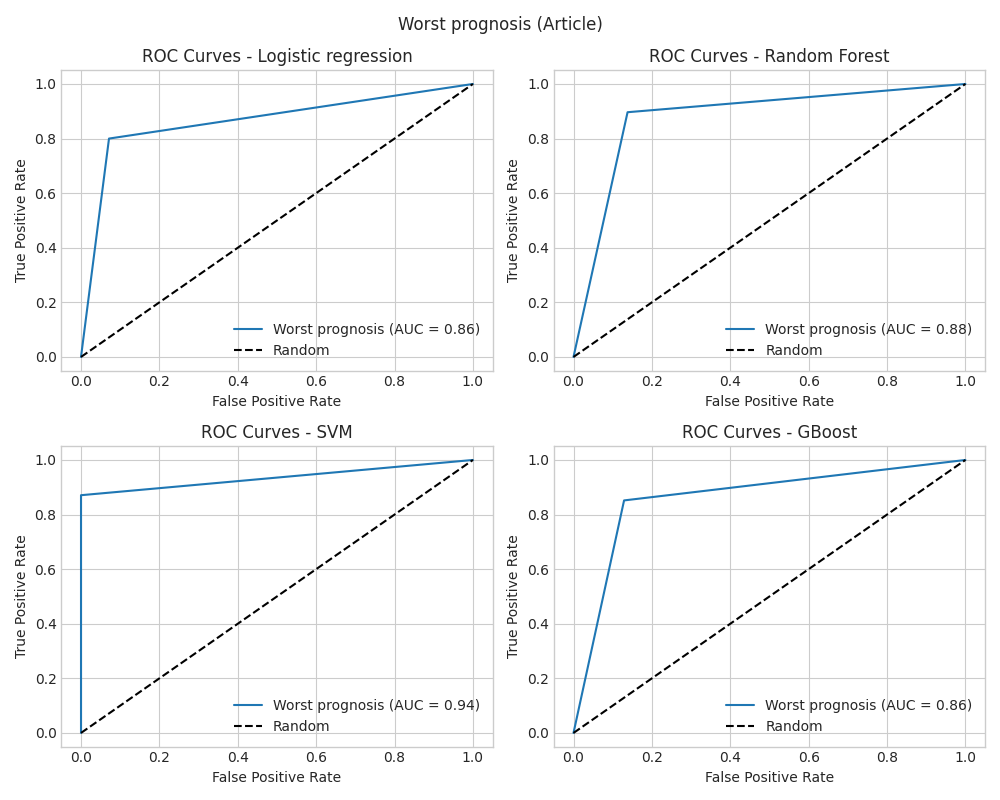 Worst prognosis (Article)
ROC Curves - Logistic regression
1.0
0.8
0.6
0.4
0.2
0.0
True Positive Rate
Worst prognosis (AUC = 0.86)
Random
0.0 0.2 0.4 0.6 0.8 1.0
False Positive Rate
ROC Curves - Random Forest
1.0
0.8
0.6
0.4
0.2
0.0
True Positive Rate
Worst prognosis (AUC = 0.88)
Random
0.0 0.2 0.4 0.6 0.8 1.0
False Positive Rate
ROC Curves - SVM
1.0
0.8
0.6
0.4
0.2
0.0
True Positive Rate
Worst prognosis (AUC = 0.94)
Random
0.0 0.2 0.4 0.6 0.8 1.0
False Positive Rate
ROC Curves - GBoost
1.0
0.8
0.6
0.4
0.2
0.0
True Positive Rate
Worst prognosis (AUC = 0.86)
Random
0.0 0.2 0.4 0.6 0.8 1.0
False Positive Rate